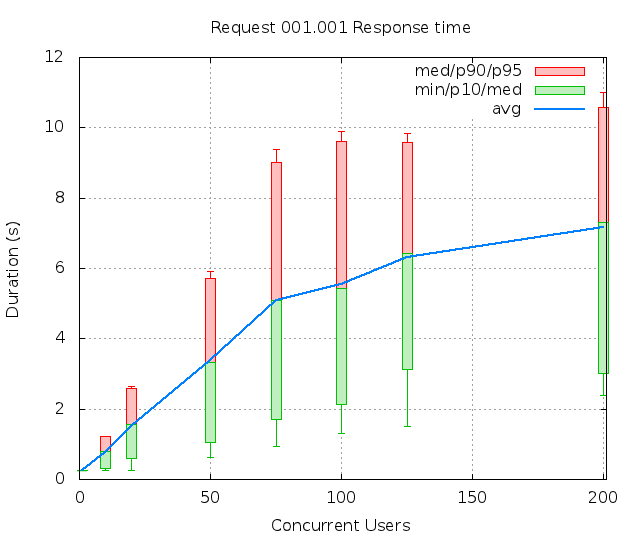 Request 001.001 Response time
12
10
8
6
4
2
0
Duration (s)
med/p90/p95
min/p10/med
avg
0 50 100 150 200
Concurrent Users